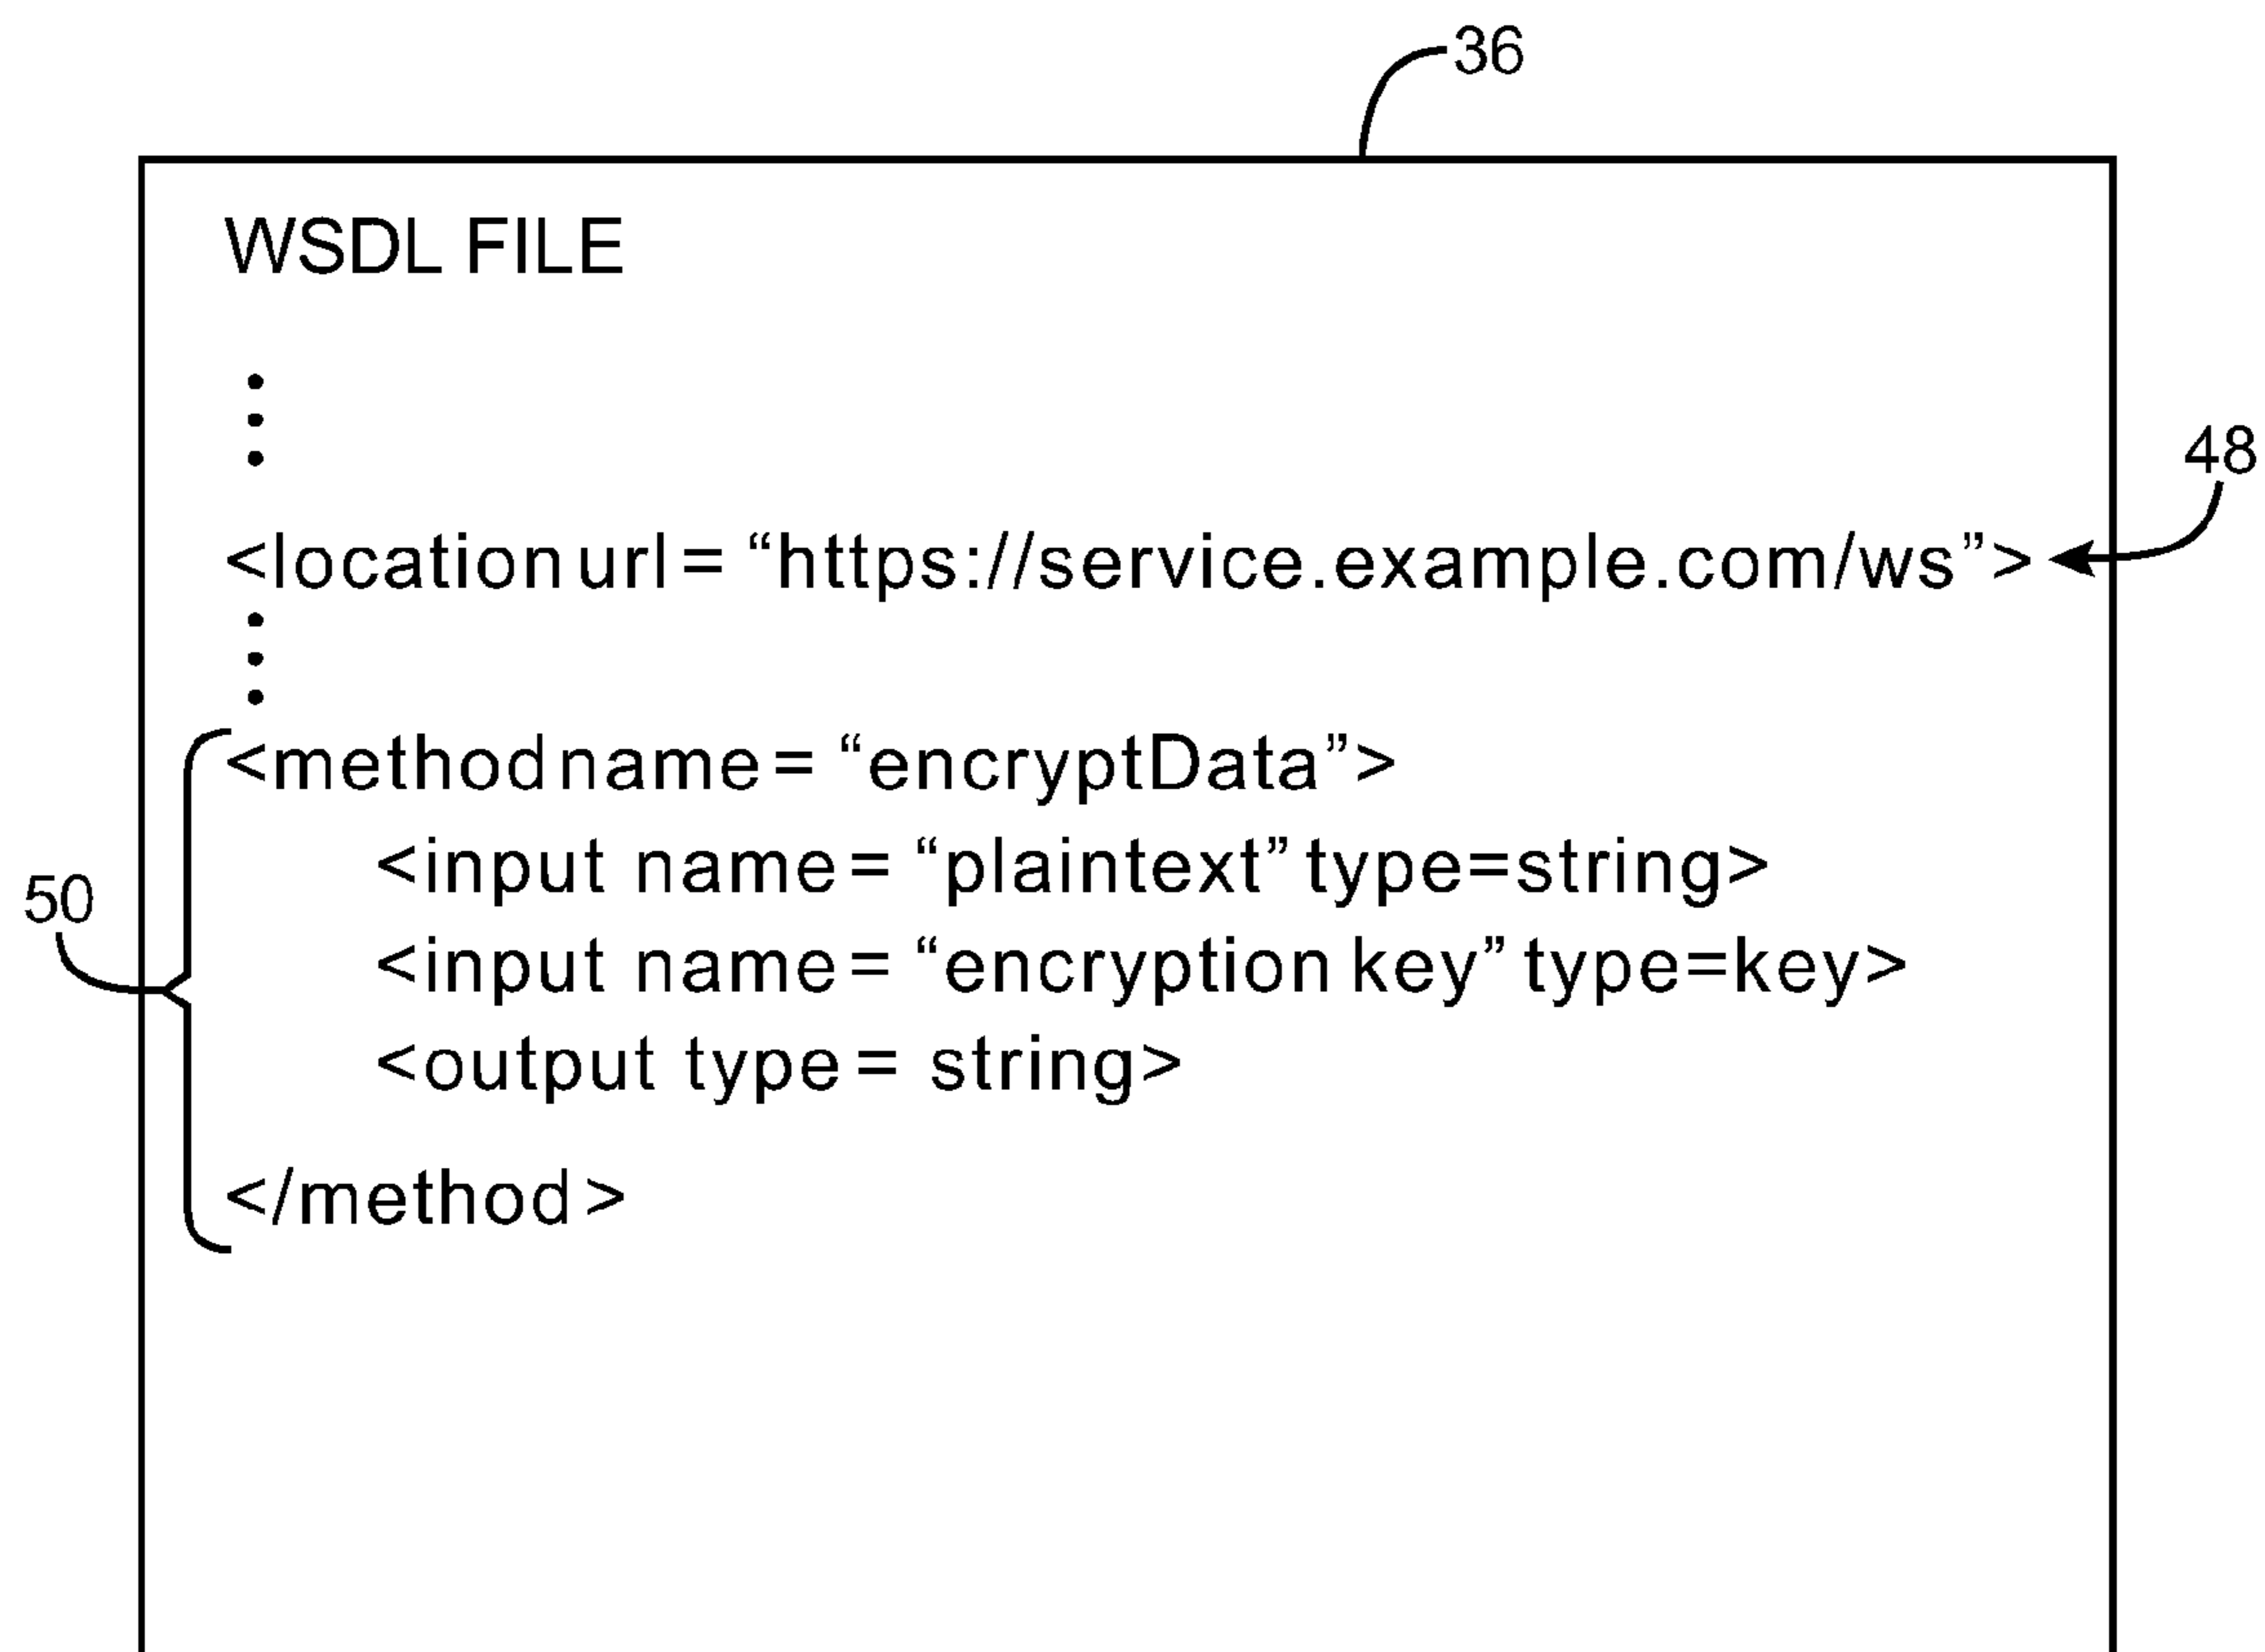 36
WSDL FILE
48
<location url = “https://service.example.com/ws”>
<method name = “encryptData”>
<input name = “plaintext” type=string>
50
<input name = “encryption key” type=key>
<output type = string>
</method >